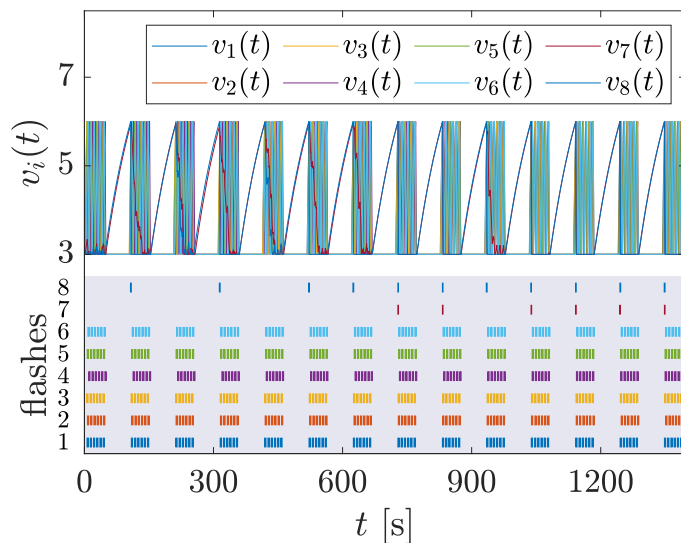 7
v₁(t) v₃(t) v₅(t) v₇(t)
v₂(t) v₄(t) v₆(t) v₈(t)
vᵢ(t)
5
3
8
7
6
5
4
3
2
1
flashes
0 300 600 900 1200
t [s]